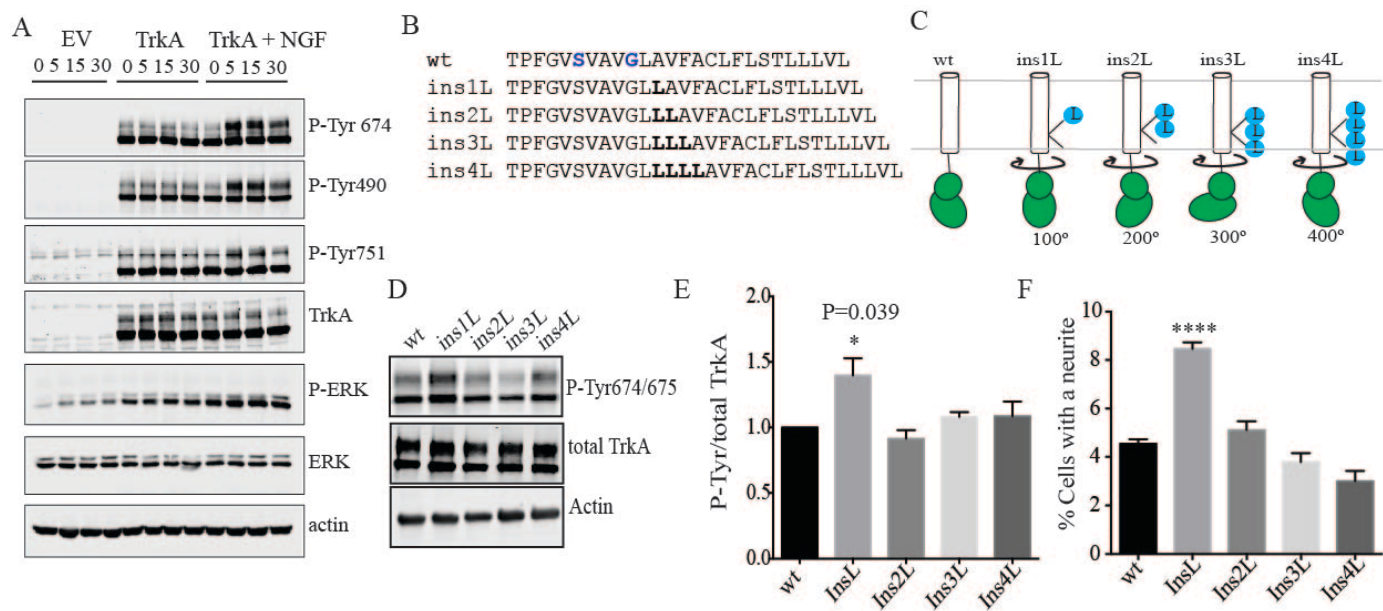 A
EV TrkA TrkA + NGF
0 5 15 30 0 5 15 30 0 5 15 30
P-Tyr 674
P-Tyr490
P-Tyr751
TrkA
P-ERK
ERK
actin
B
wt TPFGVSVAVGLAVFACLFLSTLLLVL
ins1L TPFGVSVAVGLLAVFACLFLSTLLLVL
ins2L TPFGVSVAVGLLLAVFACLFLSTLLLVL
ins3L TPFGVSVAVGLLLLAVFACLFLSTLLLVL
ins4L TPFGVSVAVGLLLLLAVFACLFLSTLLLVL
C
wt ins1L ins2L ins3L ins4L
L
L
L
L
L
L
L
L
L
L
100º 200º 300º 400º
D
wt ins1L ins2L ins3L ins4L
P-Tyr674/675
total TrkA
Actin
E
P-Tyr/total TrkA
2.0
1.5
1.0
0.5
0.0
P=0.039
*
wt InsL Ins2L Ins3L Ins4L
F
% Cells with a neurite
10
8
6
4
2
0
****
wt InsL Ins2L Ins3L Ins4L